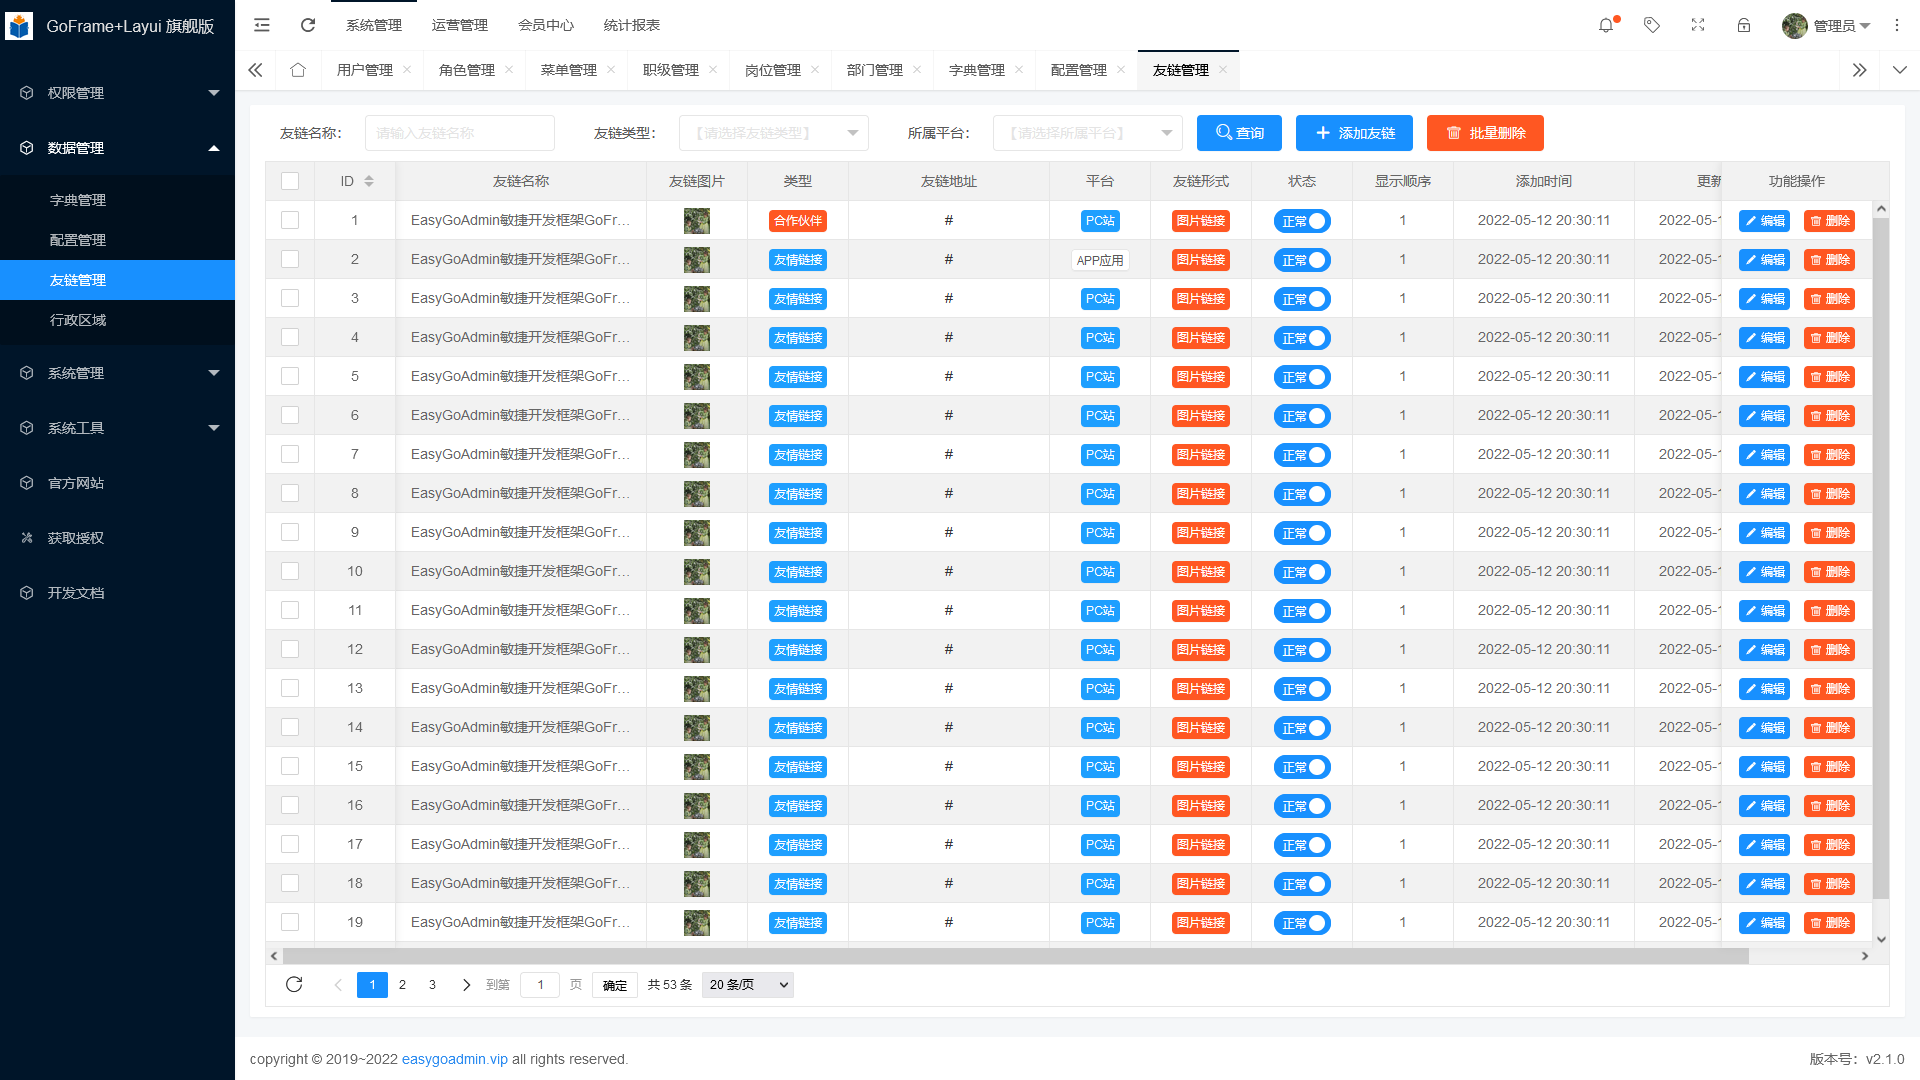 GoFrame+Layui 旗舰版
系统管理 运营管理 会员中心 统计报表
管理员
用户管理 角色管理 菜单管理 职级管理 岗位管理 部门管理 字典管理 配置管理 友链管理
权限管理
数据管理
字典管理
配置管理
友链管理
行政区域
系统管理
系统工具
官方网站
获取授权
开发文档
友链名称： 请输入友链名称 友链类型： 【请选择友链类型】 所属平台： 【请选择所属平台】 查询 添加友链 批量删除
ID 友链名称 友链图片 类型 友链地址 平台 友链形式 状态 显示顺序 添加时间 更新 功能操作
1 EasyGoAdmin敏捷开发框架GoFr... 合作伙伴 # PC站 图片链接 正常 1 2022-05-12 20:30:11 2022-05-1 编辑 删除
2 EasyGoAdmin敏捷开发框架GoFr... 友情链接 # APP应用 图片链接 正常 1 2022-05-12 20:30:11 2022-05-1 编辑 删除
3 EasyGoAdmin敏捷开发框架GoFr... 友情链接 # PC站 图片链接 正常 1 2022-05-12 20:30:11 2022-05-1 编辑 删除
4 EasyGoAdmin敏捷开发框架GoFr... 友情链接 # PC站 图片链接 正常 1 2022-05-12 20:30:11 2022-05-1 编辑 删除
5 EasyGoAdmin敏捷开发框架GoFr... 友情链接 # PC站 图片链接 正常 1 2022-05-12 20:30:11 2022-05-1 编辑 删除
6 EasyGoAdmin敏捷开发框架GoFr... 友情链接 # PC站 图片链接 正常 1 2022-05-12 20:30:11 2022-05-1 编辑 删除
7 EasyGoAdmin敏捷开发框架GoFr... 友情链接 # PC站 图片链接 正常 1 2022-05-12 20:30:11 2022-05-1 编辑 删除
8 EasyGoAdmin敏捷开发框架GoFr... 友情链接 # PC站 图片链接 正常 1 2022-05-12 20:30:11 2022-05-1 编辑 删除
9 EasyGoAdmin敏捷开发框架GoFr... 友情链接 # PC站 图片链接 正常 1 2022-05-12 20:30:11 2022-05-1 编辑 删除
10 EasyGoAdmin敏捷开发框架GoFr... 友情链接 # PC站 图片链接 正常 1 2022-05-12 20:30:11 2022-05-1 编辑 删除
11 EasyGoAdmin敏捷开发框架GoFr... 友情链接 # PC站 图片链接 正常 1 2022-05-12 20:30:11 2022-05-1 编辑 删除
12 EasyGoAdmin敏捷开发框架GoFr... 友情链接 # PC站 图片链接 正常 1 2022-05-12 20:30:11 2022-05-1 编辑 删除
13 EasyGoAdmin敏捷开发框架GoFr... 友情链接 # PC站 图片链接 正常 1 2022-05-12 20:30:11 2022-05-1 编辑 删除
14 EasyGoAdmin敏捷开发框架GoFr... 友情链接 # PC站 图片链接 正常 1 2022-05-12 20:30:11 2022-05-1 编辑 删除
15 EasyGoAdmin敏捷开发框架GoFr... 友情链接 # PC站 图片链接 正常 1 2022-05-12 20:30:11 2022-05-1 编辑 删除
16 EasyGoAdmin敏捷开发框架GoFr... 友情链接 # PC站 图片链接 正常 1 2022-05-12 20:30:11 2022-05-1 编辑 删除
17 EasyGoAdmin敏捷开发框架GoFr... 友情链接 # PC站 图片链接 正常 1 2022-05-12 20:30:11 2022-05-1 编辑 删除
18 EasyGoAdmin敏捷开发框架GoFr... 友情链接 # PC站 图片链接 正常 1 2022-05-12 20:30:11 2022-05-1 编辑 删除
19 EasyGoAdmin敏捷开发框架GoFr... 友情链接 # PC站 图片链接 正常 1 2022-05-12 20:30:11 2022-05-1 编辑 删除
1 2 3 到第 1 页 确定 共 53 条 20 条/页
copyright © 2019~2022 easygoadmin.vip all rights reserved. 版本号：v2.1.0